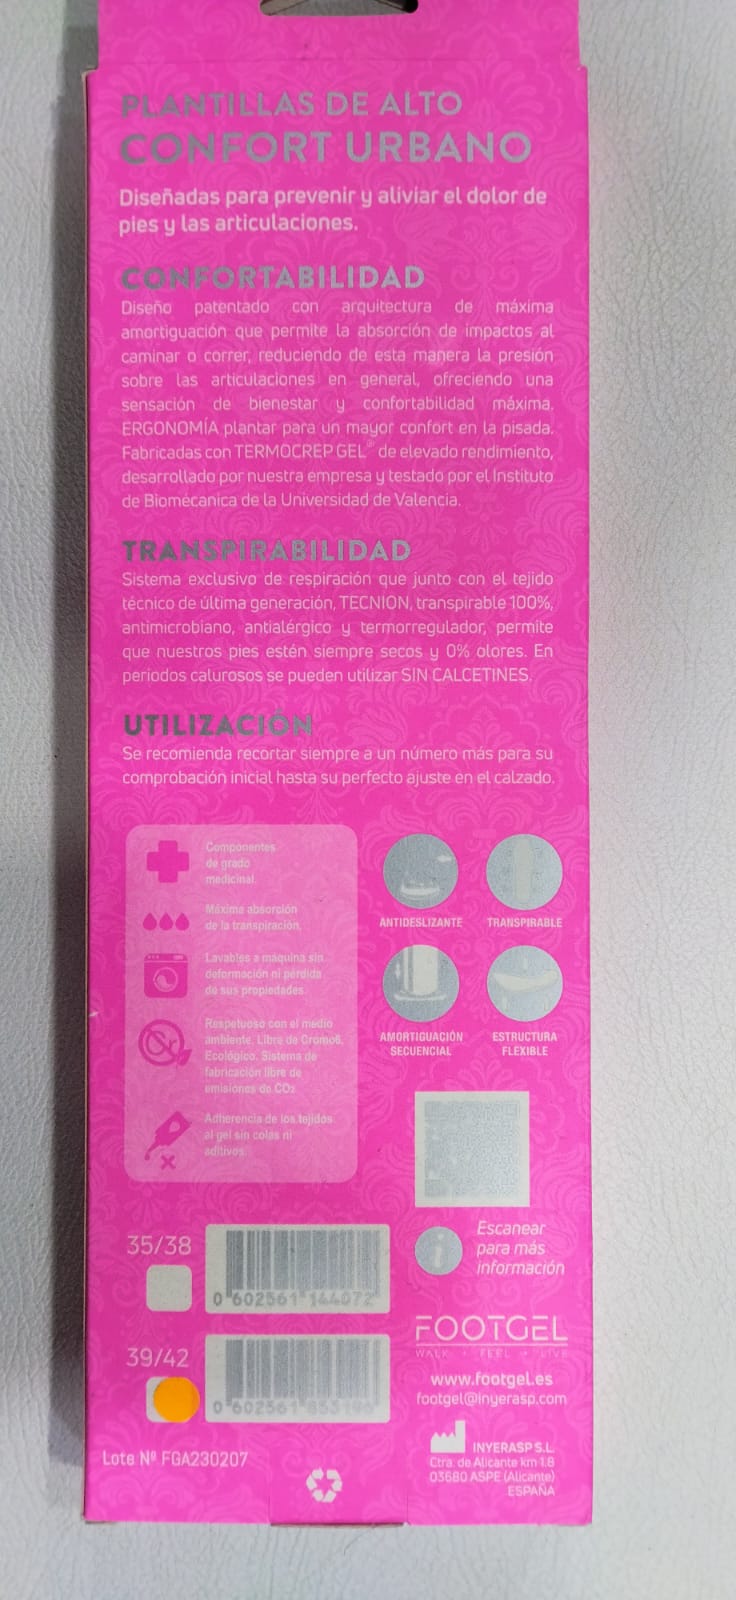 PLANTILLAS DE ALTO
CONFORT URBANO
Diseñadas para prevenir y aliviar el dolor de
pies y las articulaciones.
CONFORTABILIDAD
Diseño patentado con arquitectura de máxima
amortiguación que permite la absorción de impactos al
caminar o correr, reduciendo de esta manera la presión
sobre las articulaciones en general, ofreciendo una
sensación de bienestar y confortabilidad máxima.
ERGONOMÍA plantar para un mayor confort en la pisada.
Fabricadas con TERMOCREP GEL® de elevado rendimiento,
desarrollado por nuestra empresa y testado por el Instituto
de Biomécanica de la Universidad de Valencia.
TRANSPIRABILIDAD
Sistema exclusivo de respiración que junto con el tejido
técnico de última generación, TECNION, transpirable 100%,
antimicrobiano, antialérgico y termorregulador, permite
que nuestros pies estén siempre secos y 0% olores. En
periodos calurosos se pueden utilizar SIN CALCETINES.
UTILIZACIÓN
Se recomienda recortar siempre a un número más para su
comprobación inicial hasta su perfecto ajuste en el calzado.
Componentes
de grado
medicinal.
Máxima absorción
de la transpiración.
Lavables a máquina sin
deformación ni pérdida
de sus propiedades.
Respetuoso con el medio
ambiente. Libre de Cromo6.
Ecológico. Sistema de
fabricación libre de
emisiones de CO2
Adherencia de los tejidos
al gel sin colas ni
aditivos.
ANTIDESLIZANTE
TRANSPIRABLE
AMORTIGUACIÓN
SECUENCIAL
ESTRUCTURA
FLEXIBLE
Escanear
para más
información
35/38
0 602561 144072
39/42
0 602561
FOOTGEL
WALK + FEEL + LIVE
www.footgel.es
footgel@inyerasp.com
INYERASP S.L.
Ctra. de Alicante km 1.8
03680 ASPE (Alicante)
ESPAÑA
Lote Nº FGA230207